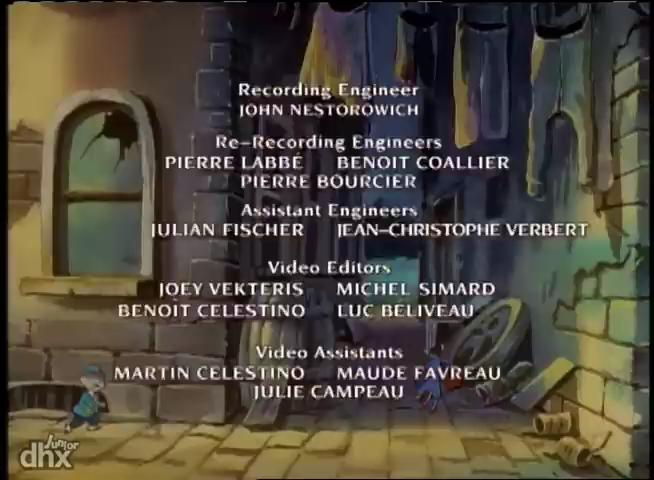 Recording Engineer
JOHN NESTOROWICH
Re-Recording Engineers
PIERRE LABBÉ BENOIT COALLIER
PIERRE BOURCIER
Assistant Engineers
JULIAN FISCHER JEAN-CHRISTOPHE VERBERT
Video Editors
JOEY VEKTERIS MICHEL SIMARD
BENOIT CELESTINO LUC BELIVEAU
Video Assistants
MARTIN CELESTINO MAUDE FAVREAU
JULIE CAMPEAU
Junior
dhx